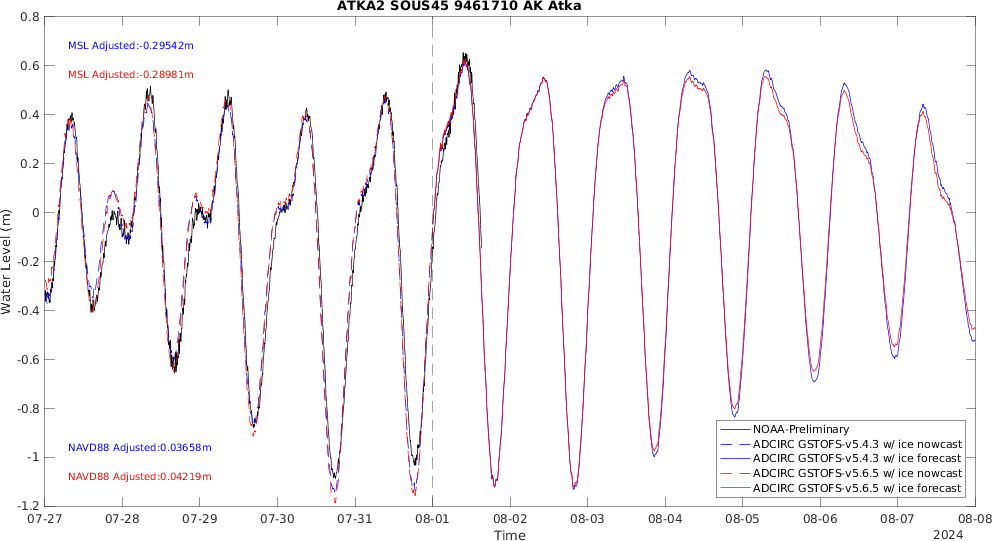 ATKA2 SOUS45 9461710 AK Atka
MSL Adjusted:-0.29542m
MSL Adjusted:-0.28981m
NAVD88 Adjusted:0.03658m
NAVD88 Adjusted:0.04219m
Water Level (m)
0.8
0.6
0.4
0.2
0
-0.2
-0.4
-0.6
-0.8
-1
-1.2
NOAA-Preliminary
ADCIRC GSTOFS-v5.4.3 w/ ice nowcast
ADCIRC GSTOFS-v5.4.3 w/ ice forecast
ADCIRC GSTOFS-v5.6.5 w/ ice nowcast
ADCIRC GSTOFS-v5.6.5 w/ ice forecast
07-27 07-28 07-29 07-30 07-31 08-01 08-02 08-03 08-04 08-05 08-06 08-07 08-08
Time
2024